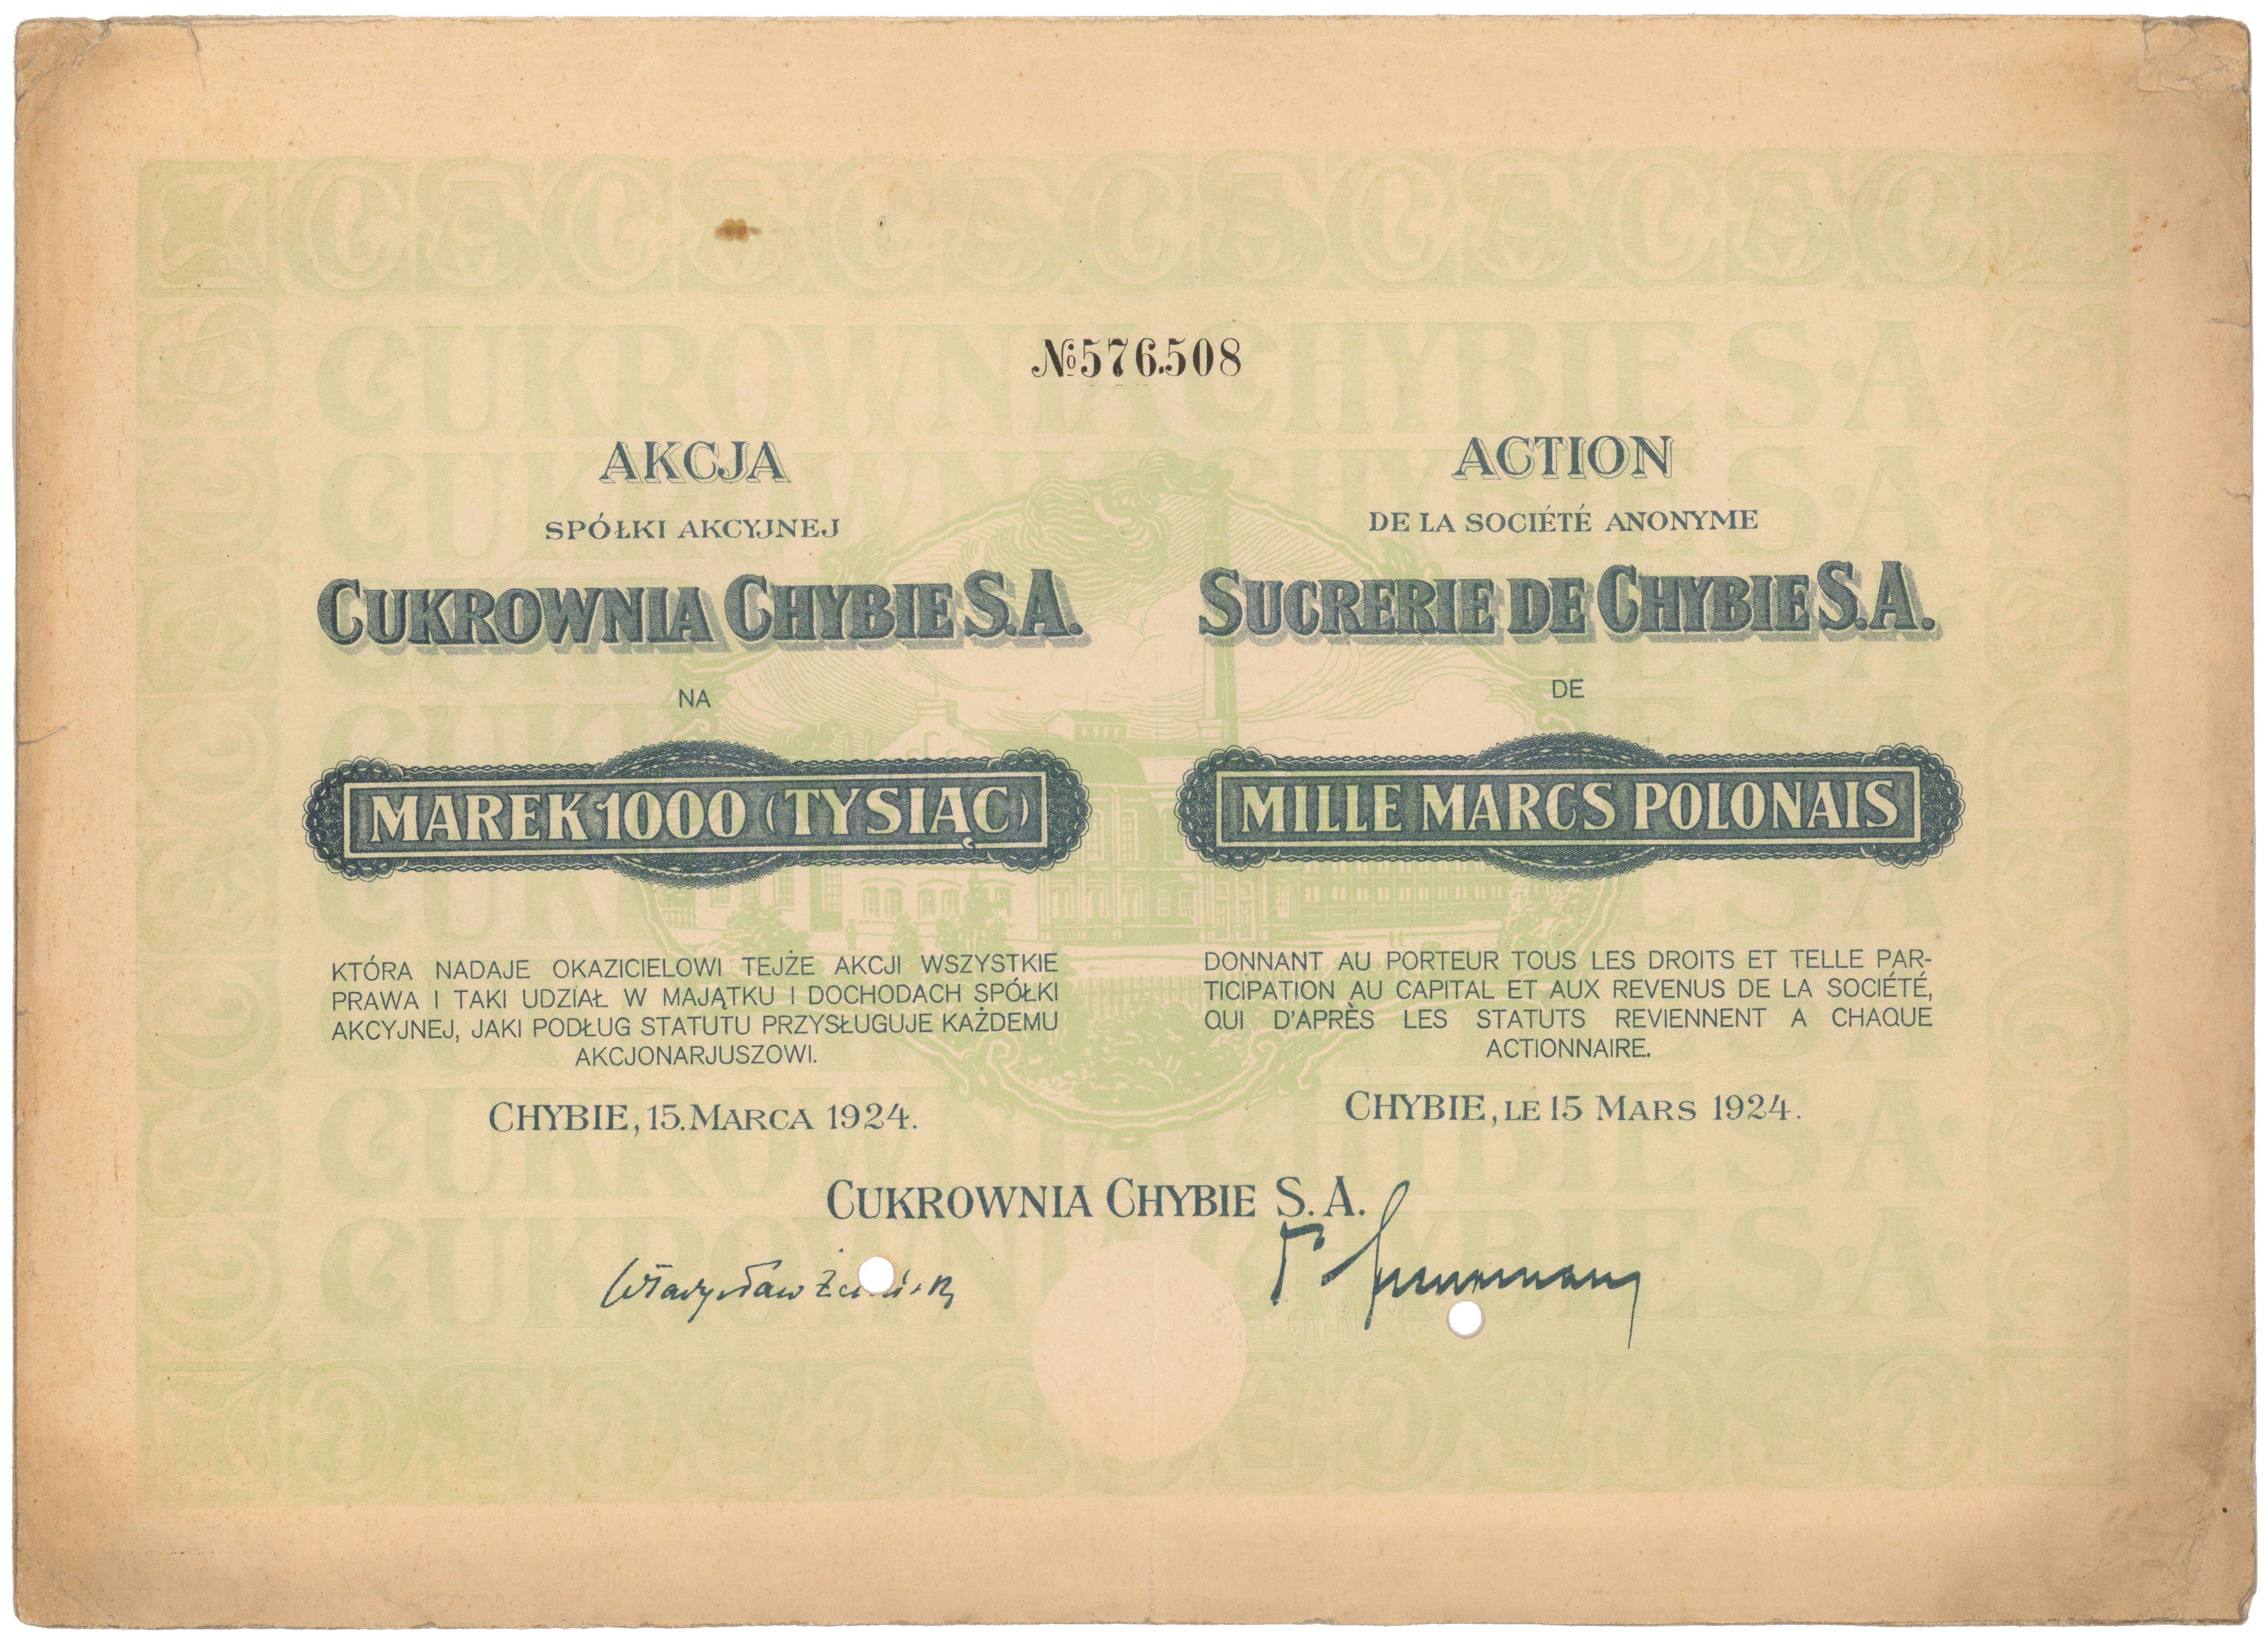 №576.508
AKCJA
SPÓŁKI AKCYJNEJ
CUKROWNIA CHYBIE S.A.
NA
MAREK 1000 (TYSIĄC)
KTÓRA NADAJE OKAZICIELOWI TEJŻE AKCJI WSZYSTKIE
PRAWA I TAKI UDZIAŁ W MAJĄTKU I DOCHODACH SPÓŁKI
AKCYJNEJ, JAKI PODŁUG STATUTU PRZYSŁUGUJE KAŻDEMU
AKCJONARJUSZOWI.
CHYBIE, 15. MARCA 1924.
ACTION
DE LA SOCIÉTÉ ANONYME
SUCRERIE DE CHYBIE S.A.
DE
MILLE MARCS POLONAIS
DONNANT AU PORTEUR TOUS LES DROITS ET TELLE PAR-
TICIPATION AU CAPITAL ET AUX REVENUS DE LA SOCIÉTÉ,
QUI D'APRÈS LES STATUTS REVIENNENT A CHAQUE
ACTIONNAIRE.
CHYBIE, LE 15 MARS 1924.
CUKROWNIA CHYBIE S. A.
Władysław